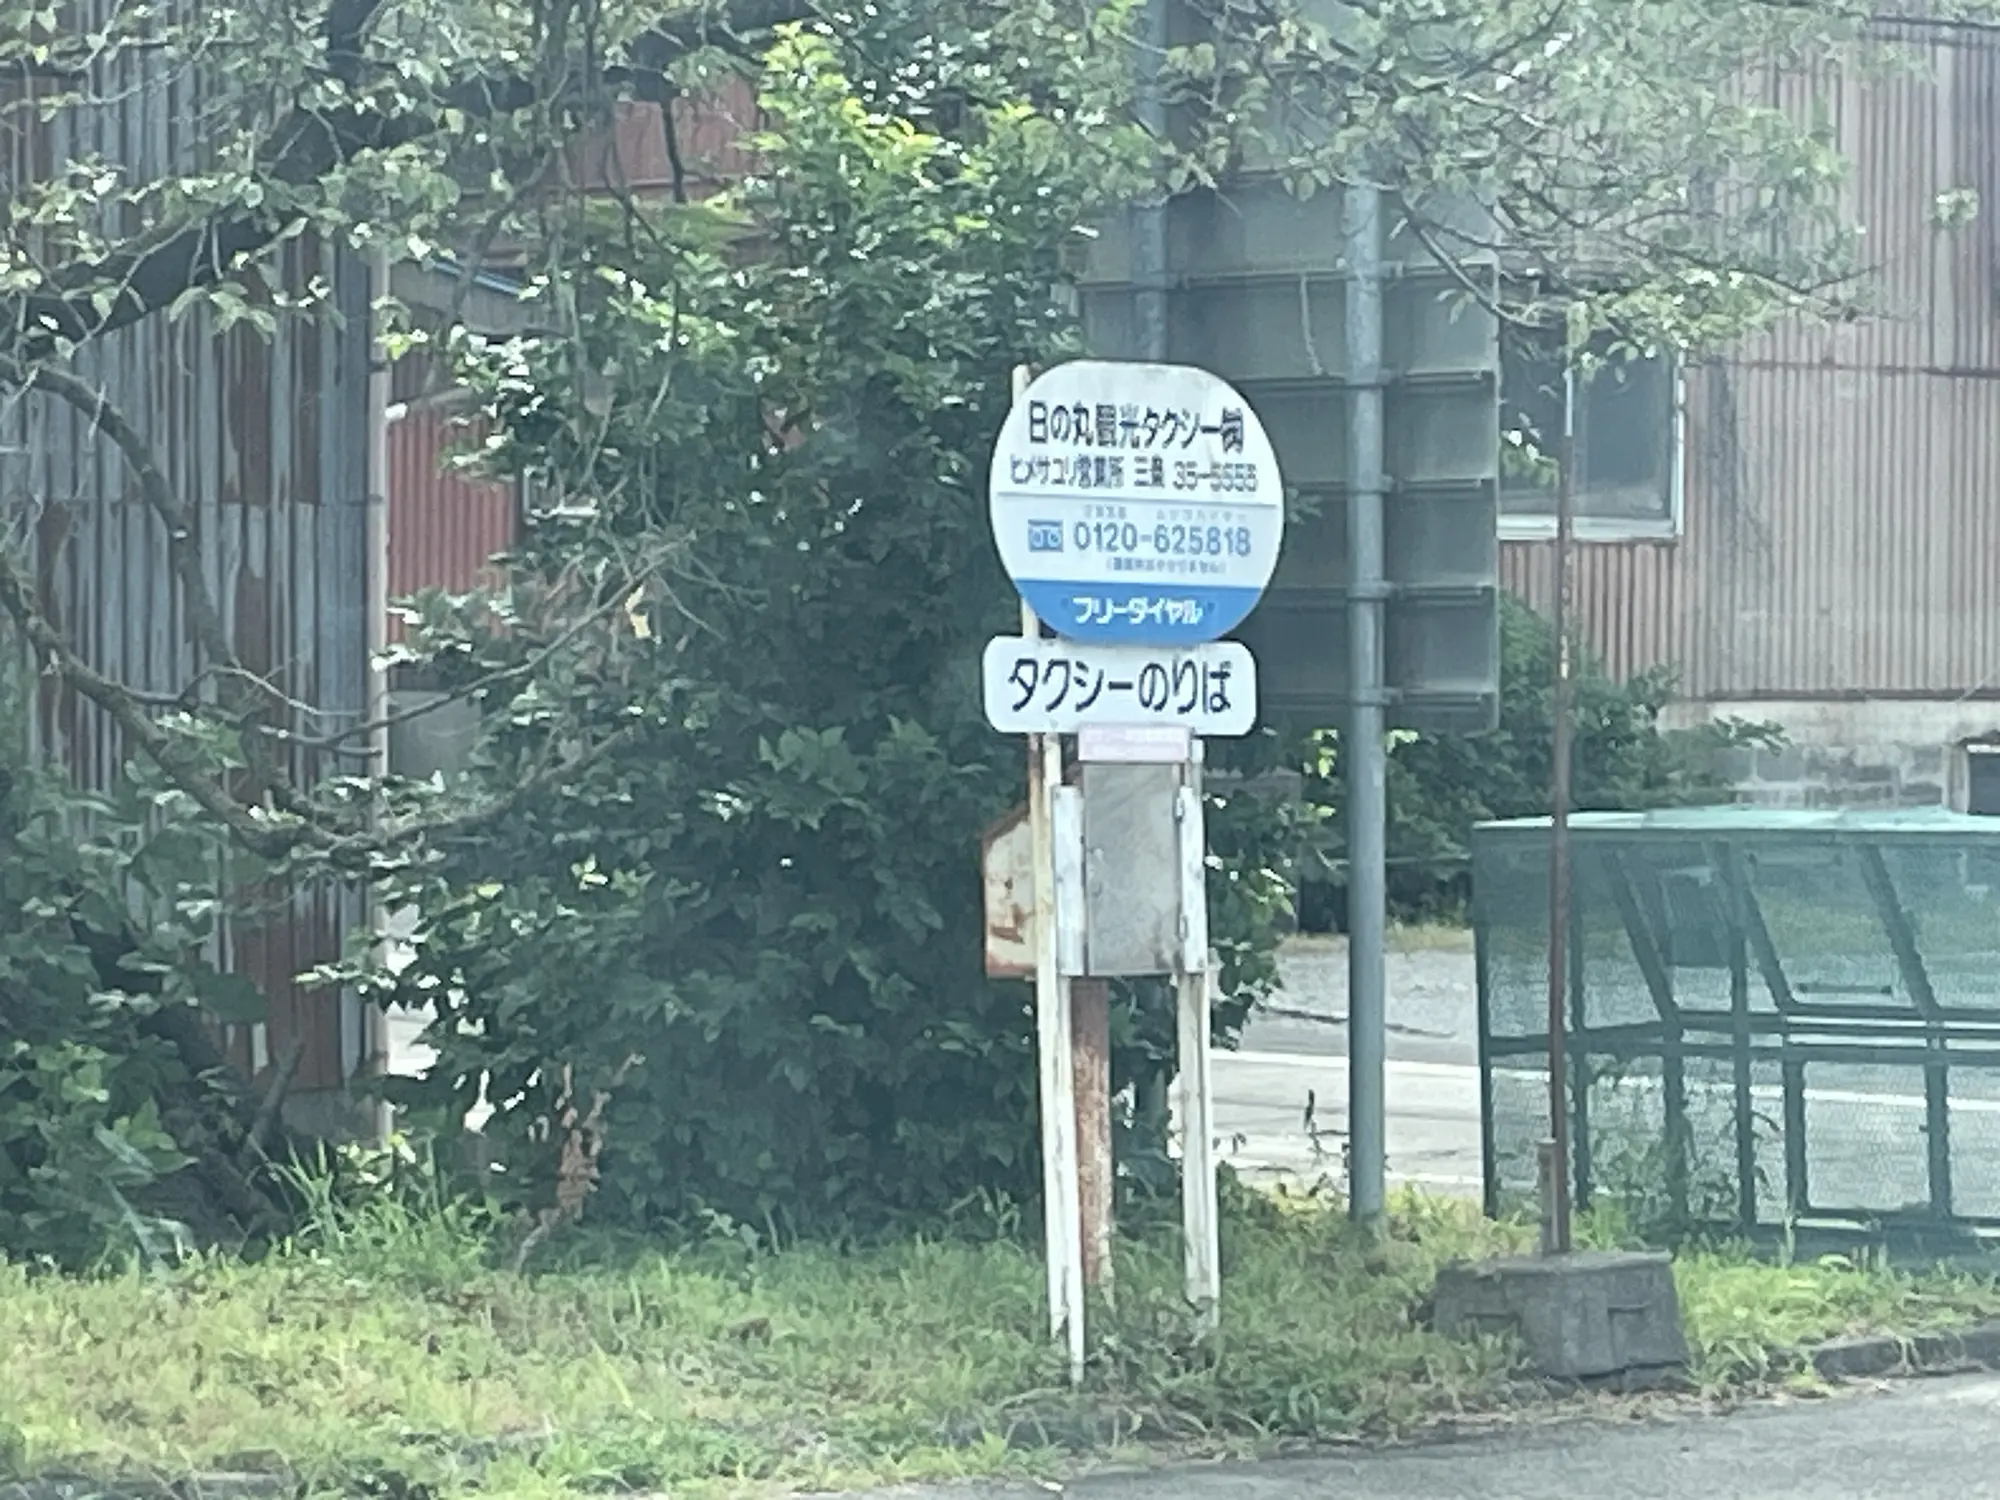 日の丸観光タクシー㈱
ヒメサユリ営業所 三条 35-5555
0120-625818
フリーダイヤル
タクシーのりば